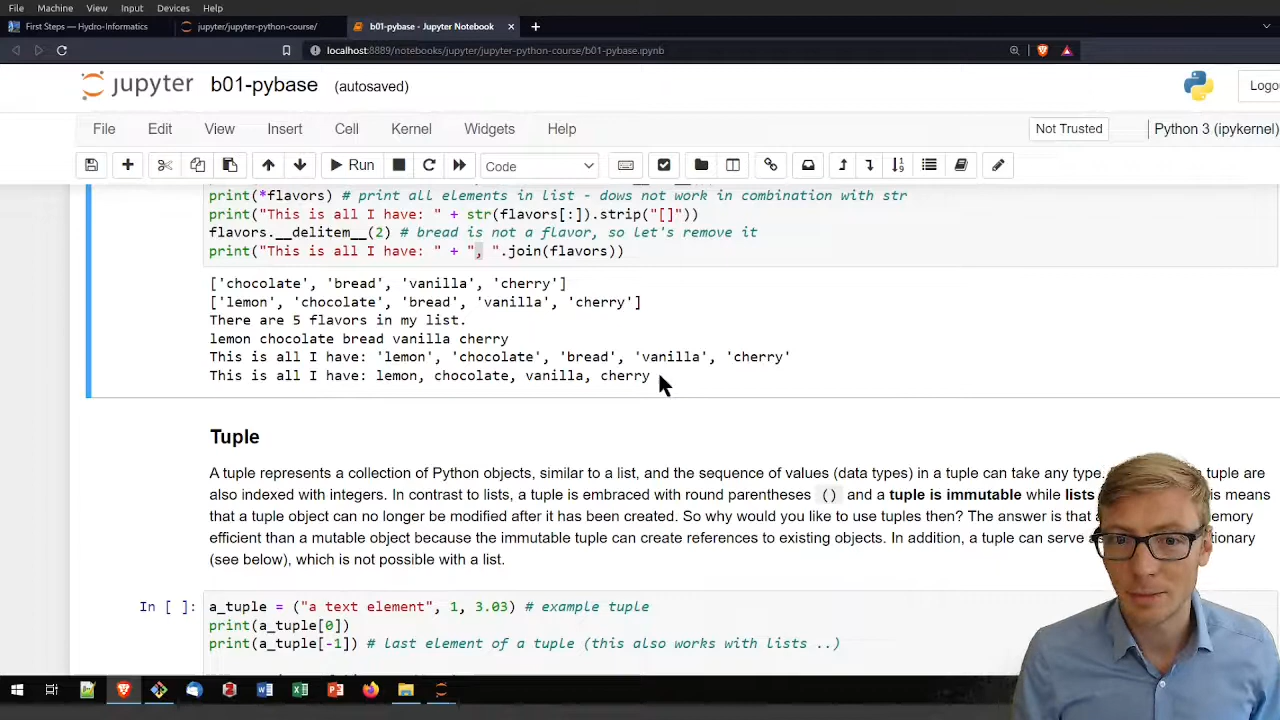 File Machine View Input Devices Help
First Steps — Hydro-Informatics jupyter/jupyter-python-course/ b01-pybase - Jupyter Notebook
localhost:8889/notebooks/jupyter/jupyter-python-course/b01-pybase.ipynb
jupyter b01-pybase (autosaved) Logo
File Edit View Insert Cell Kernel Widgets Help Not Trusted Python 3 (ipykernel)
Run Code
print(*flavors) # print all elements in list - dows not work in combination with str
print("This is all I have: " + str(flavors[:]).strip("[]"))
flavors.__delitem__(2) # bread is not a flavor, so let's remove it
print("This is all I have: " + ", ".join(flavors))
['chocolate', 'bread', 'vanilla', 'cherry']
['lemon', 'chocolate', 'bread', 'vanilla', 'cherry']
There are 5 flavors in my list.
lemon chocolate bread vanilla cherry
This is all I have: 'lemon', 'chocolate', 'bread', 'vanilla', 'cherry'
This is all I have: lemon, chocolate, vanilla, cherry
Tuple
A tuple represents a collection of Python objects, similar to a list, and the sequence of values (data types) in a tuple can take any type. tuple are
also indexed with integers. In contrast to lists, a tuple is embraced with round parentheses () and a tuple is immutable while lists is means
that a tuple object can no longer be modified after it has been created. So why would you like to use tuples then? The answer is that emory
efficient than a mutable object because the immutable tuple can create references to existing objects. In addition, a tuple can serve ctionary
(see below), which is not possible with a list.
In [ ]: a_tuple = ("a text element", 1, 3.03) # example tuple
print(a_tuple[0])
print(a_tuple[-1]) # last element of a tuple (this also works with lists ..)